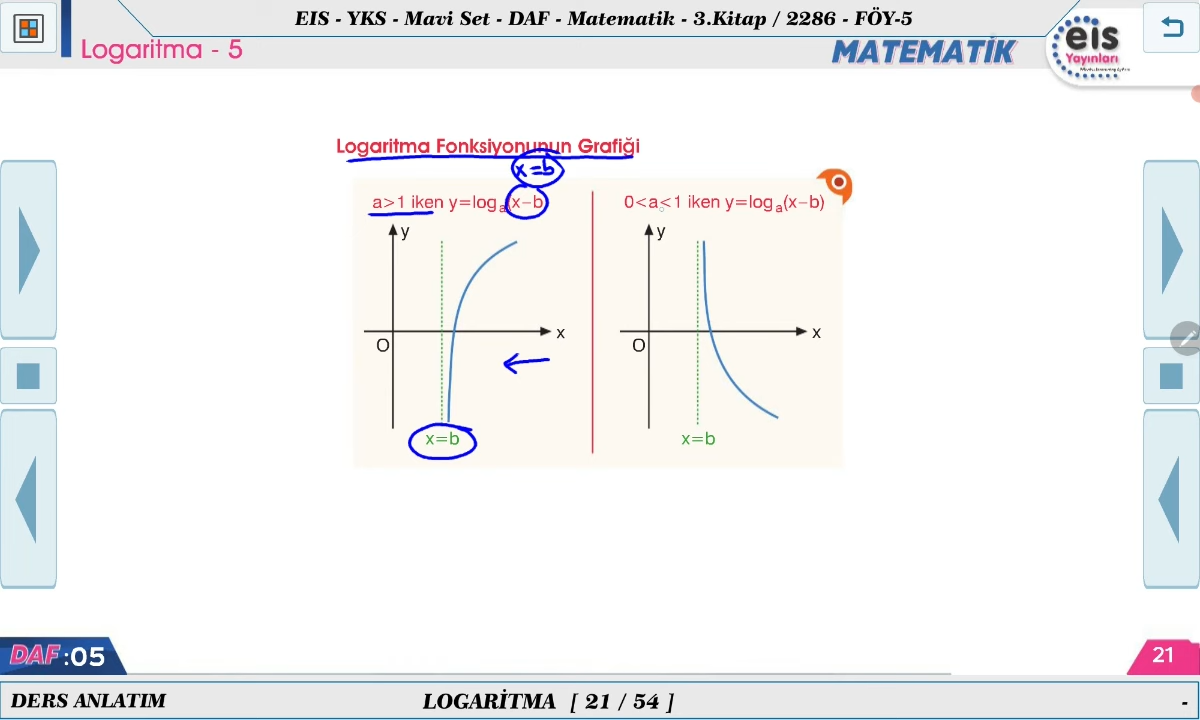 EIS - YKS - Mavi Set - DAF - Matematik - 3.Kitap / 2286 - FÖY-5
Logaritma - 5
MATEMATİK
eis
Yayınları
Logaritma Fonksiyonunun Grafiği
x=b
a>1 iken y=logₐ(x-b)
0<a<1 iken y=logₐ(x-b)
y
y
x
x
O
O
x=b
x=b
DAF:05
21
DERS ANLATIM
LOGARİTMA [ 21 / 54 ]
-